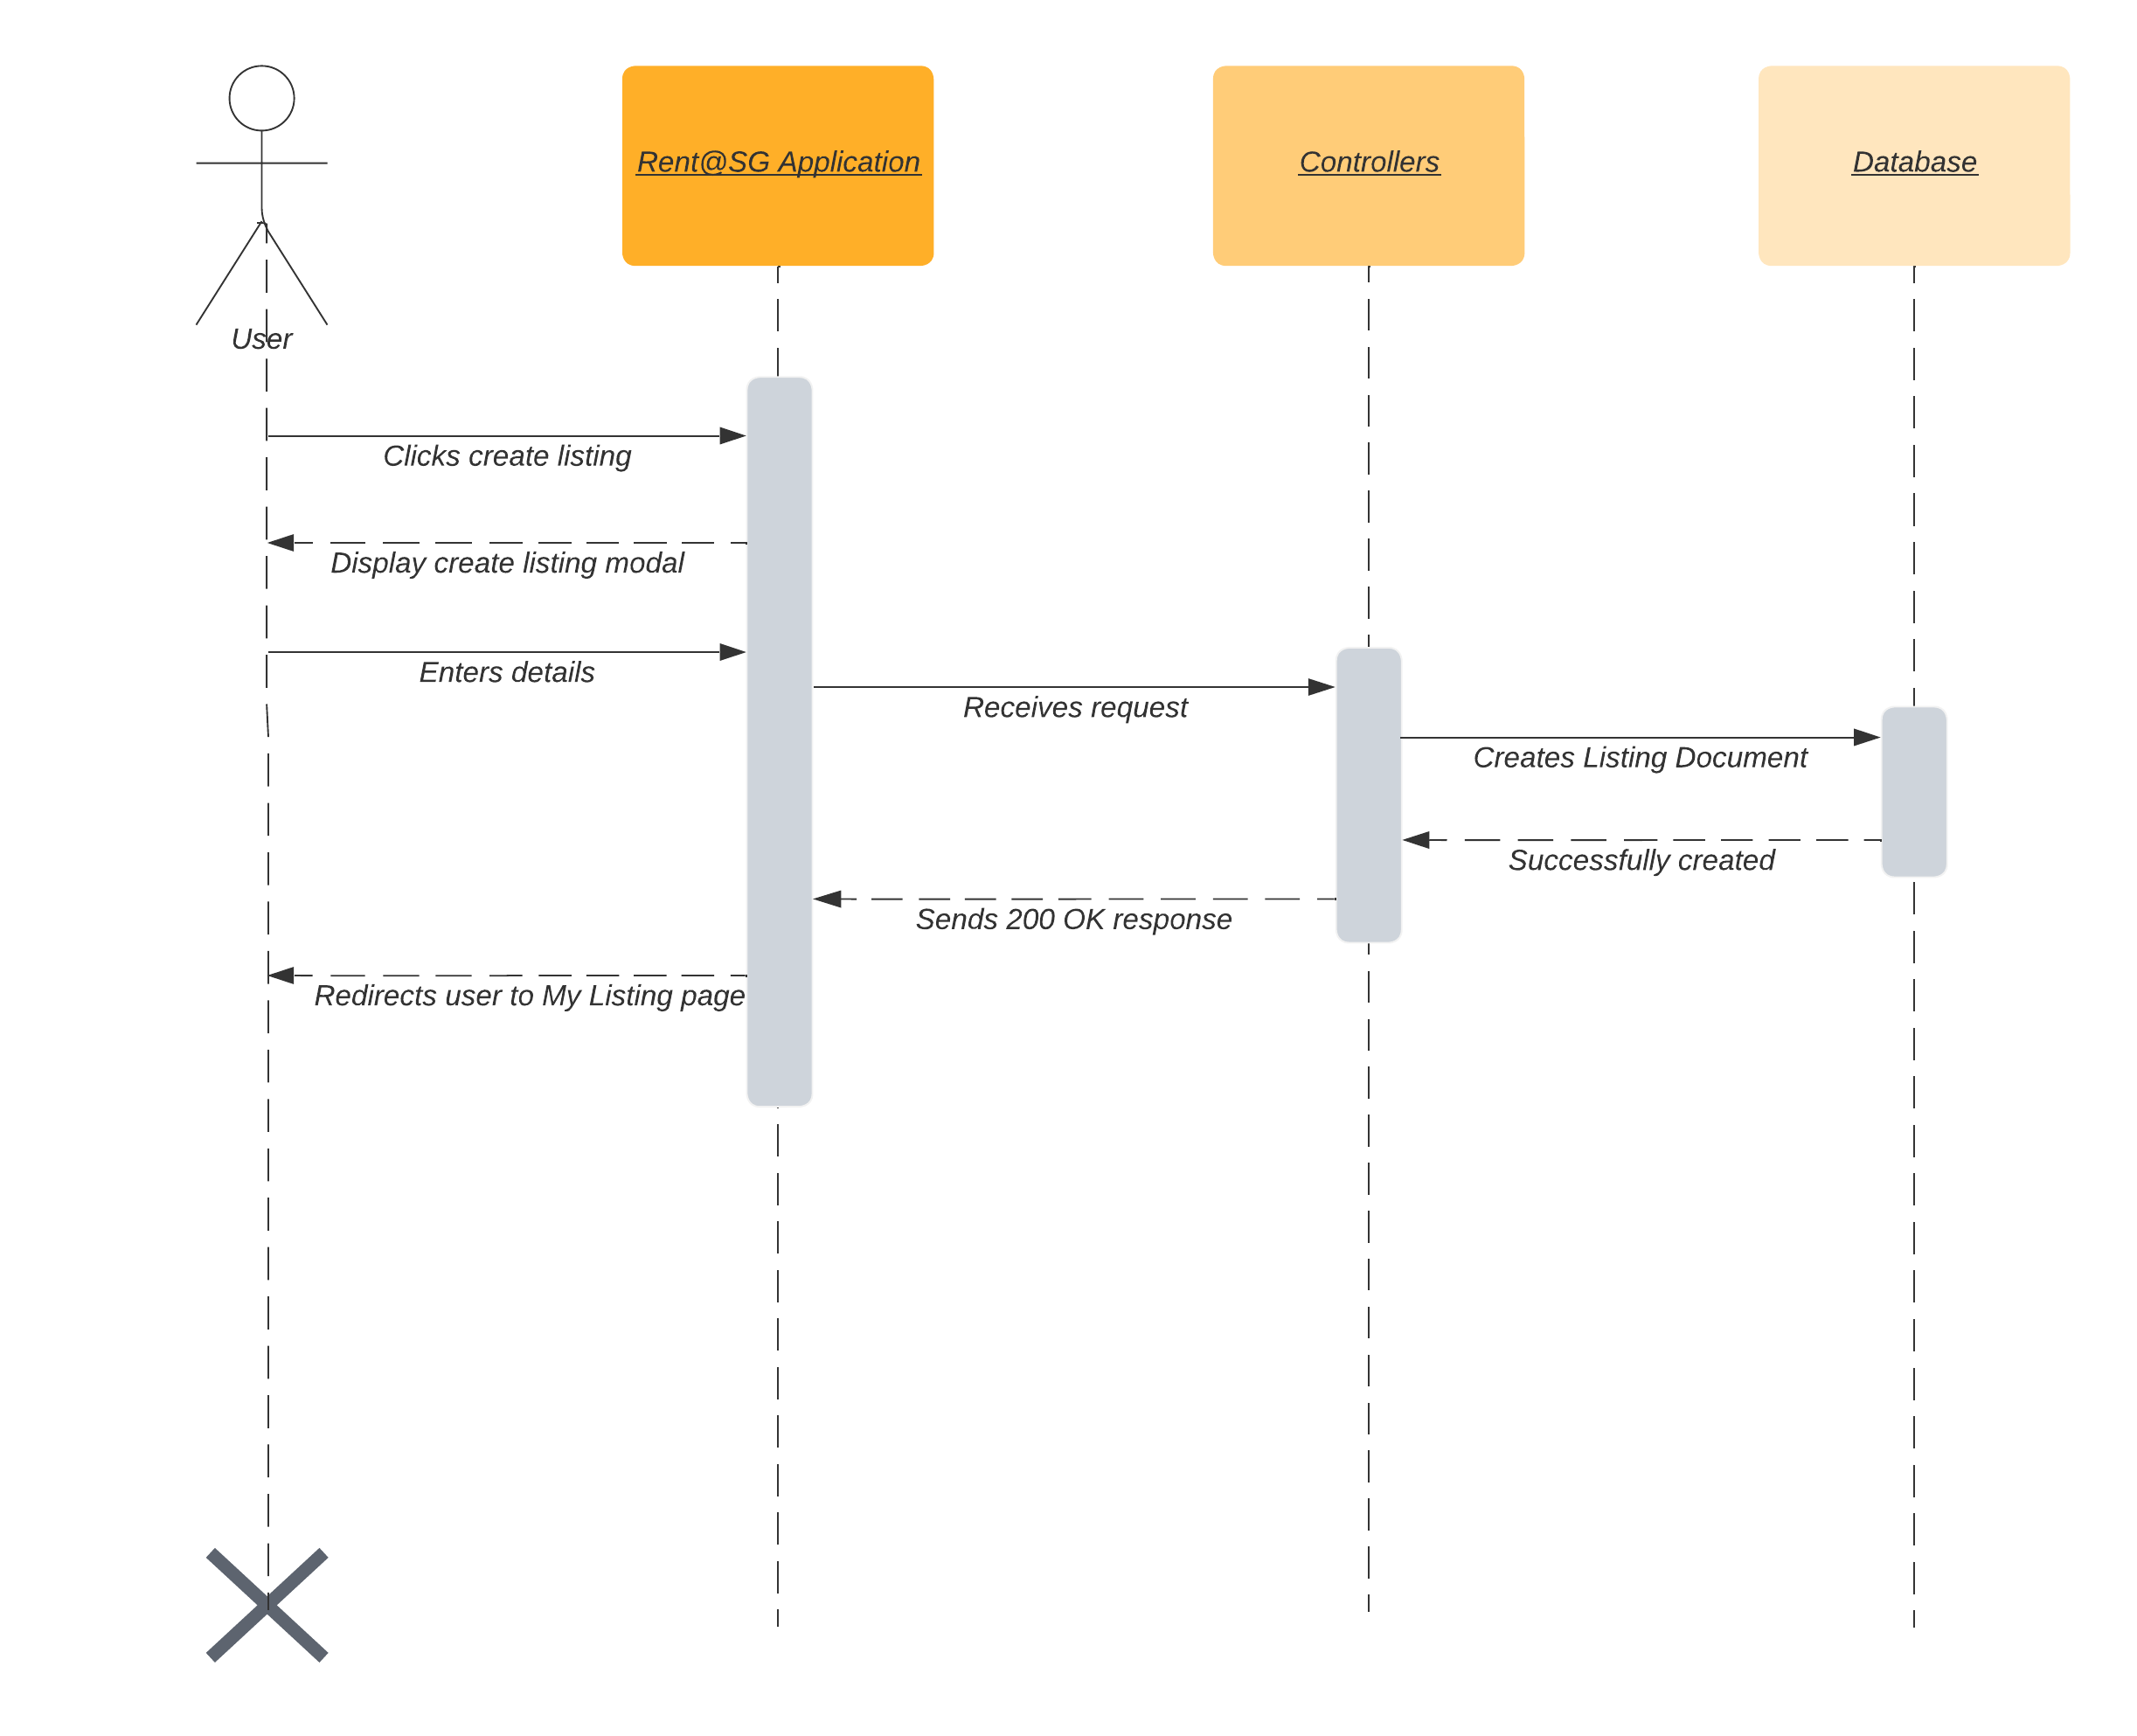 Rent@SG Application
Controllers
Database
User
Clicks create listing
Display create listing modal
Enters details
Receives request
Creates Listing Document
Successfully created
Sends 200 OK response
Redirects user to My Listing page